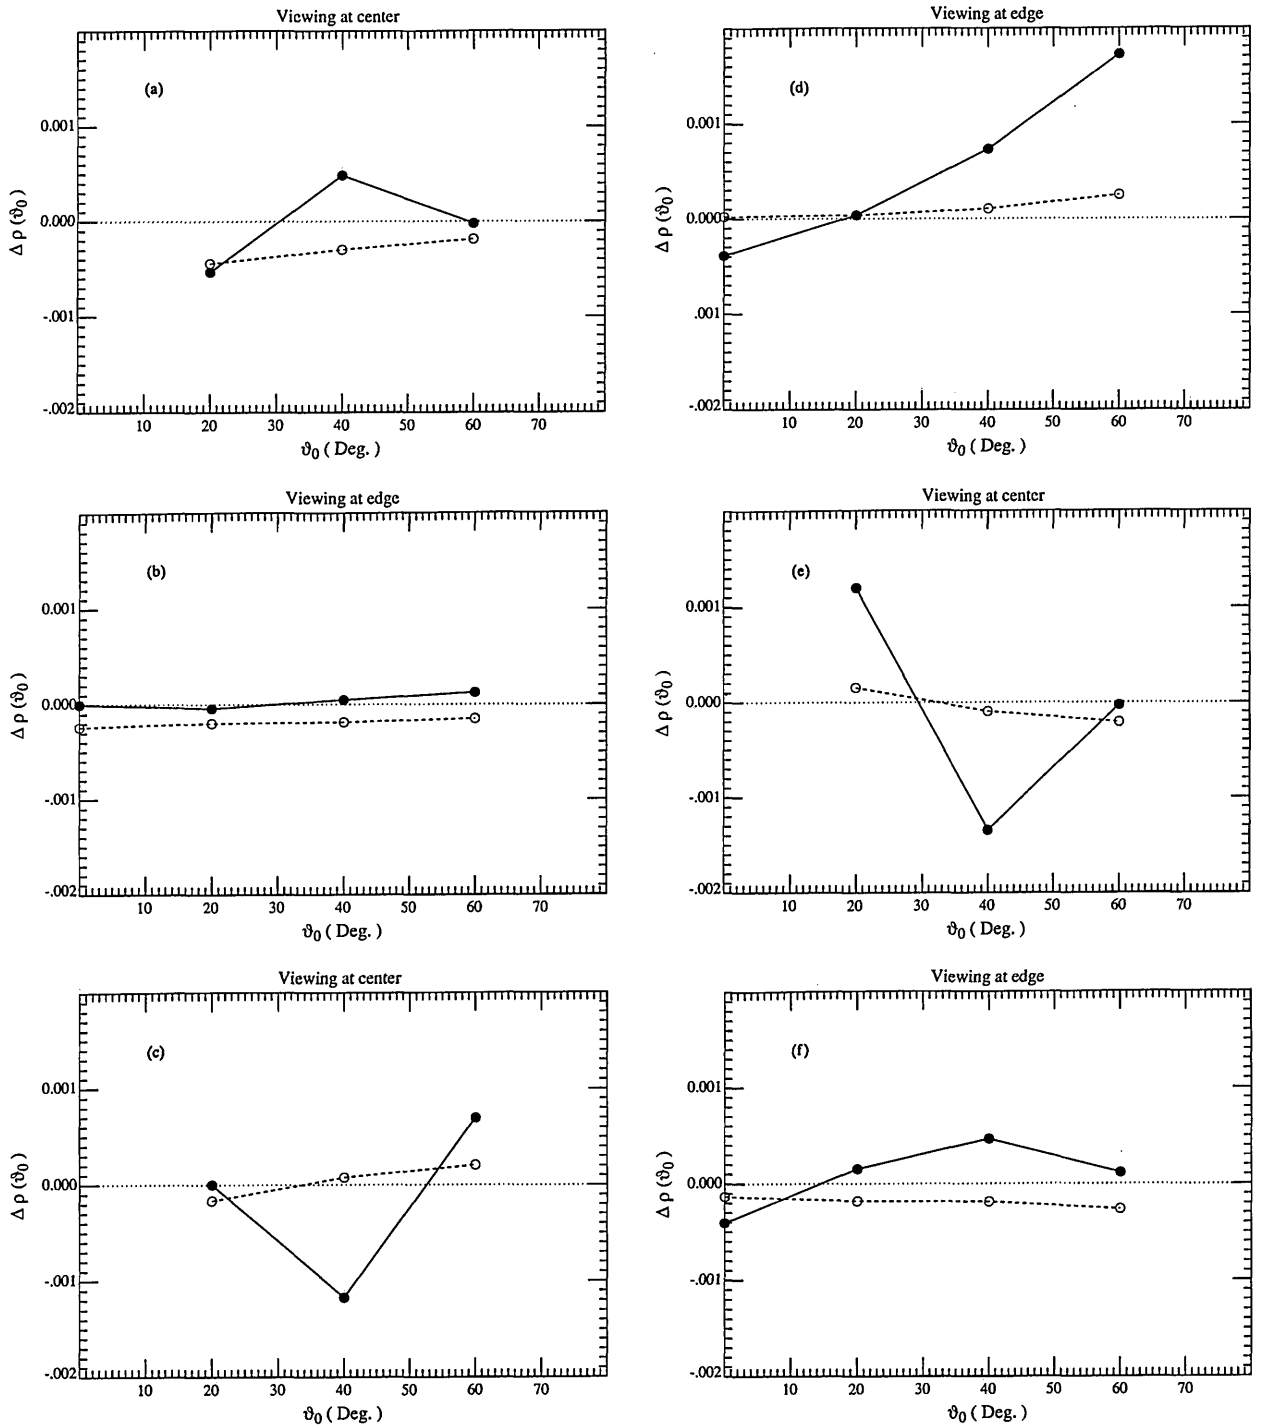 Viewing at center
(a)
0.001
0.000
-.001
-.002
Δ ρ (ϑ0)
10 20 30 40 50 60 70
ϑ0 ( Deg. )
Viewing at edge
(b)
0.001
0.000
-.001
-.002
Δ ρ (ϑ0)
10 20 30 40 50 60 70
ϑ0 ( Deg. )
Viewing at center
(c)
0.001
0.000
-.001
-.002
Δ ρ (ϑ0)
10 20 30 40 50 60 70
ϑ0 ( Deg. )
Viewing at edge
(d)
0.001
0.000
.001
-.002
Δ ρ (ϑ0)
10 20 30 40 50 60 70
ϑ0 ( Deg. )
Viewing at center
(e)
0.001
0.000
-.001
-.002
Δ ρ (ϑ0)
10 20 30 40 50 60 70
ϑ0 ( Deg. )
Viewing at edge
(f)
0.001
0.000
-.001
-.002
Δ ρ (ϑ0)
10 20 30 40 50 60 70
ϑ0 ( Deg. )